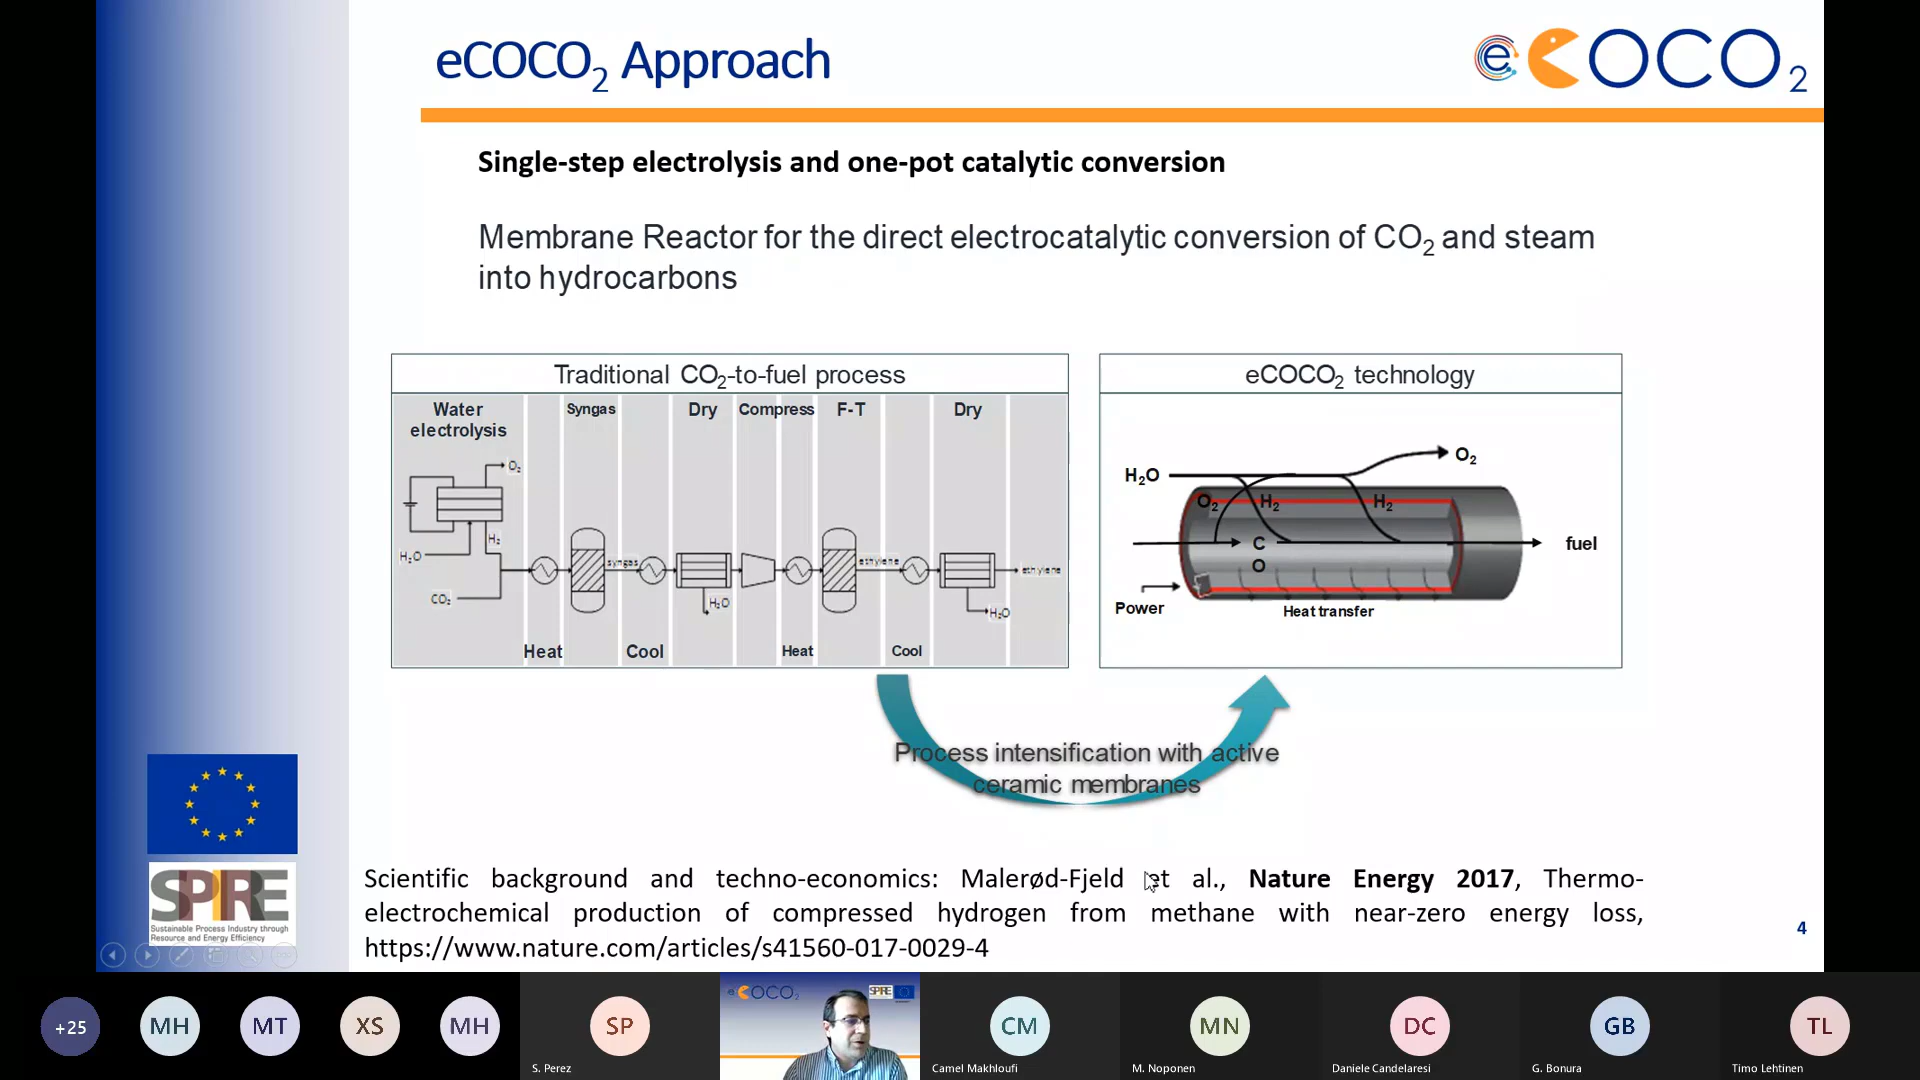 eCOCO2 Approach
eCOCO2
Single-step electrolysis and one-pot catalytic conversion
Membrane Reactor for the direct electrocatalytic conversion of CO2 and steam
into hydrocarbons
Traditional CO2-to-fuel process
Water
electrolysis
Syngas
Dry
Compress
F-T
Dry
O2
H2O
H2
CO2
syngas
H2O
ethylene
H2O
ethylene
Heat
Cool
Heat
Cool
eCOCO2 technology
H2O
O2
O2
H2
H2
C
O
fuel
Power
Heat transfer
Process intensification with active
ceramic membranes
SPIRE
Sustainable Process Industry through
Resource and Energy Efficiency
Scientific background and techno-economics: Malerød-Fjeld et al., Nature Energy 2017, Thermo-
electrochemical production of compressed hydrogen from methane with near-zero energy loss,
https://www.nature.com/articles/s41560-017-0029-4
4
+25
MH
MT
XS
MH
SP
S. Perez
eCOCO2
SPIRE
CM
Camel Makhloufi
MN
M. Noponen
DC
Daniele Candelaresi
GB
G. Bonura
TL
Timo Lehtinen